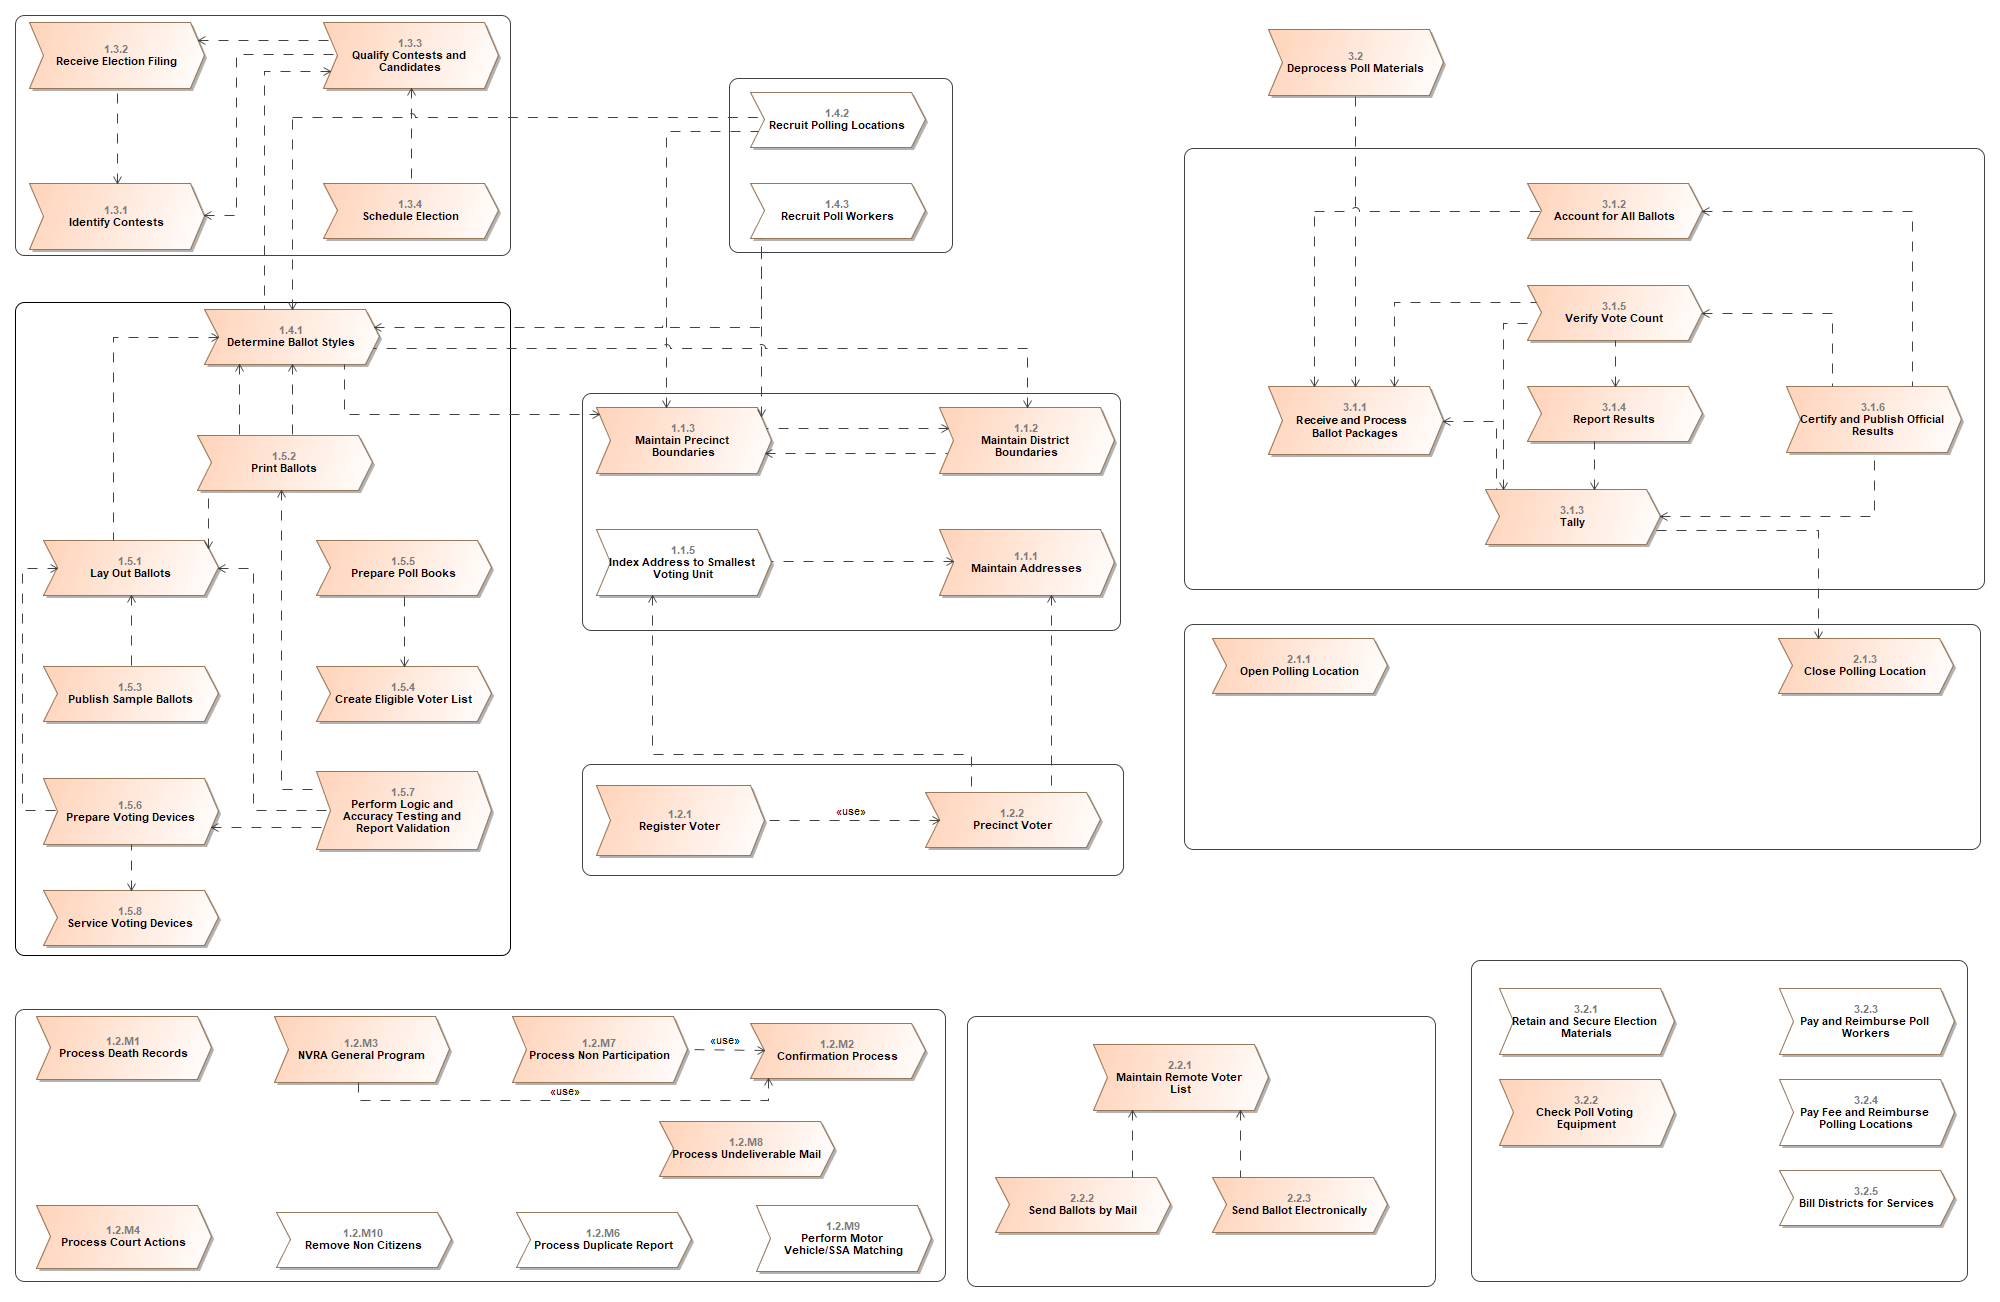 1.3.2
Receive Election Filing
1.3.3
Qualify Contests and
Candidates
1.3.1
Identify Contests
1.3.4
Schedule Election
1.4.2
Recruit Polling Locations
1.4.3
Recruit Poll Workers
3.2
Deprocess Poll Materials
3.1.2
Account for All Ballots
3.1.5
Verify Vote Count
3.1.1
Receive and Process
Ballot Packages
3.1.4
Report Results
3.1.6
Certify and Publish Official
Results
3.1.3
Tally
1.4.1
Determine Ballot Styles
1.5.2
Print Ballots
1.5.1
Lay Out Ballots
1.5.5
Prepare Poll Books
1.5.3
Publish Sample Ballots
1.5.4
Create Eligible Voter List
1.5.6
Prepare Voting Devices
1.5.7
Perform Logic and
Accuracy Testing and
Report Validation
1.5.8
Service Voting Devices
1.1.3
Maintain Precinct
Boundaries
1.1.2
Maintain District
Boundaries
1.1.5
Index Address to Smallest
Voting Unit
1.1.1
Maintain Addresses
1.2.1
Register Voter
«use»
1.2.2
Precinct Voter
2.1.1
Open Polling Location
2.1.3
Close Polling Location
1.2.M1
Process Death Records
1.2.M3
NVRA General Program
1.2.M7
Process Non Participation
«use»
1.2.M2
Confirmation Process
«use»
1.2.M8
Process Undeliverable Mail
1.2.M4
Process Court Actions
1.2.M10
Remove Non Citizens
1.2.M6
Process Duplicate Report
1.2.M9
Perform Motor
Vehicle/SSA Matching
2.2.1
Maintain Remote Voter
List
2.2.2
Send Ballots by Mail
2.2.3
Send Ballot Electronically
3.2.1
Retain and Secure Election
Materials
3.2.3
Pay and Reimburse Poll
Workers
3.2.2
Check Poll Voting
Equipment
3.2.4
Pay Fee and Reimburse
Polling Locations
3.2.5
Bill Districts for Services